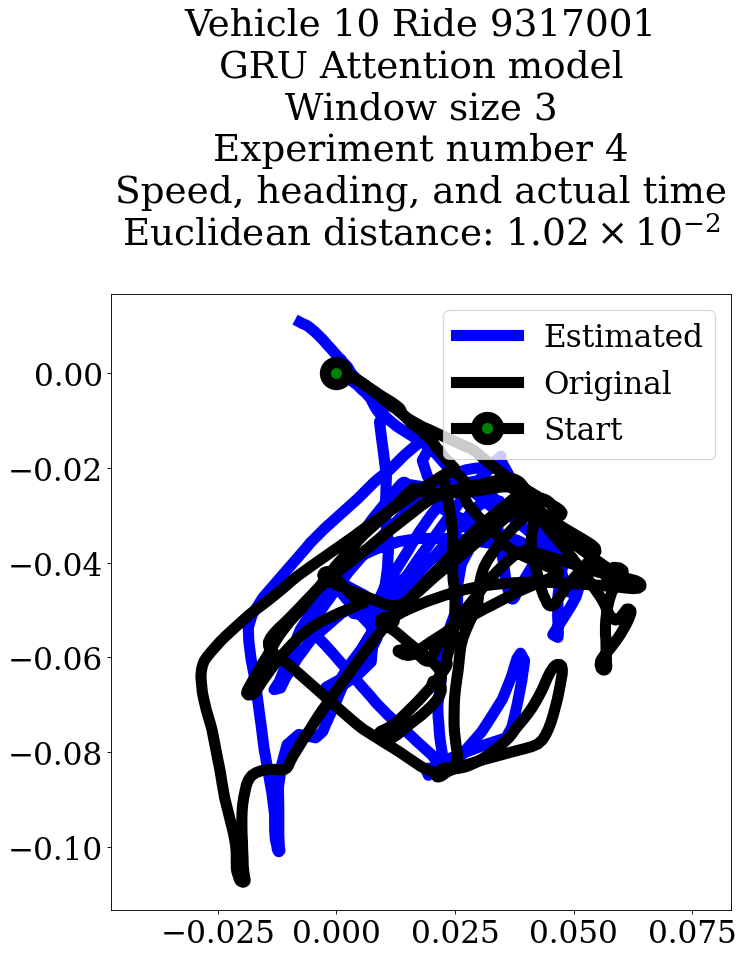 Vehicle 10 Ride 9317001
GRU Attention model
Window size 3
Experiment number 4
Speed, heading, and actual time
Euclidean distance: 1.02 × 10⁻²
Estimated
Original
Start
0.00
−0.02
−0.04
−0.06
−0.08
−0.10
−0.025 0.000 0.025 0.050 0.075